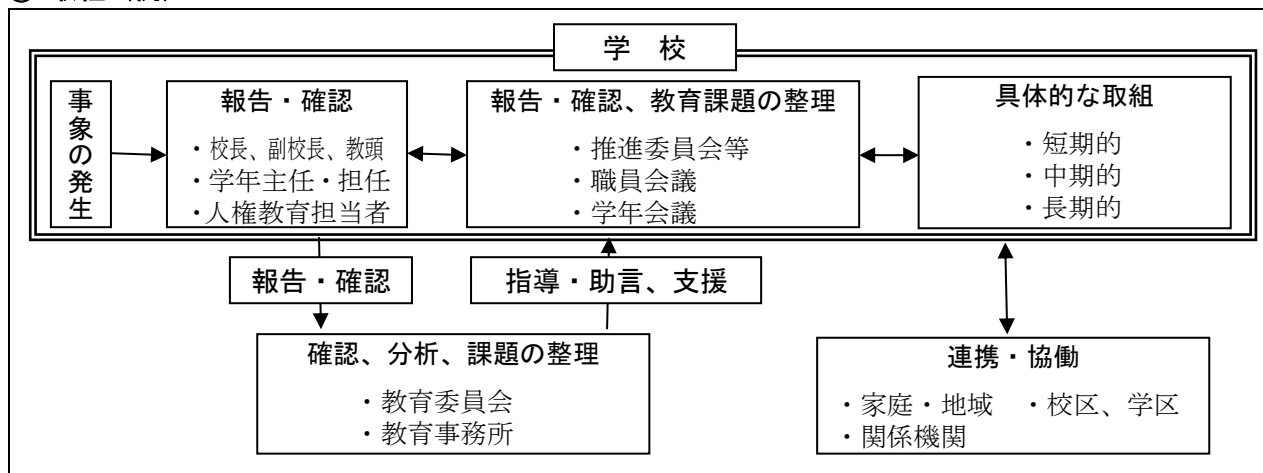 学 校
事象の発生
報告・確認
・校長、副校長、教頭
・学年主任・担任
・人権教育担当者
報告・確認、教育課題の整理
・推進委員会等
・職員会議
・学年会議
具体的な取組
・短期的
・中期的
・長期的
報告・確認
指導・助言、支援
確認、分析、課題の整理
・教育委員会
・教育事務所
連携・協働
・家庭・地域 ・校区、学区
・関係機関